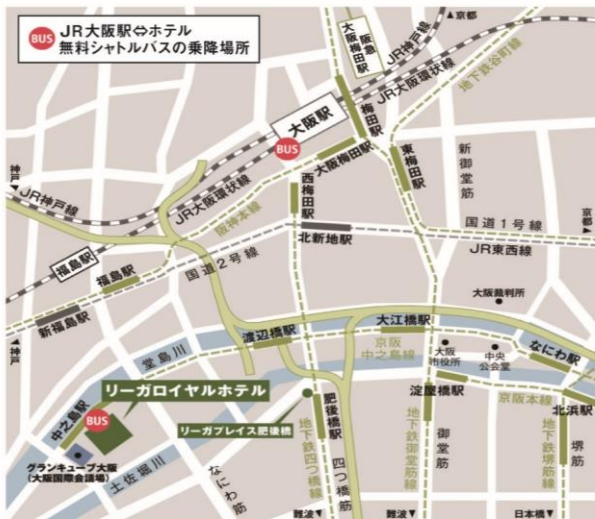 BUS JR大阪駅⇔ホテル
無料シャトルバスの乗降場所
▲京都
JR神戸線
阪急
大阪梅田駅
JR大阪環状線
地下鉄谷町線
大阪駅
梅田駅
BUS
大阪梅田駅
東梅田駅
新御堂筋
神戸▼
JR神戸線
JR大阪環状線
阪神本線
西梅田駅
北新地駅
国道1号線
京都▲
JR東西線
福島駅
福島駅
国道2号線
新福島駅
大阪裁判所
▼神戸
堂島川
渡辺橋駅
大江橋駅
京阪
中之島線
大阪
市役所
中央
公会堂
なにわ駅
リーガロイヤルホテル
BUS
中之島駅
リーガプレイス肥後橋
肥後橋駅
淀屋橋駅
京阪本線
北浜駅
グランキューブ大阪
(大阪国際会議場)
土佐堀川
なにわ筋
地下鉄四つ橋線
四つ橋筋
地下鉄御堂筋線
御堂筋
地下鉄堺筋線
堺筋
難波▼
難波▼
日本橋▼